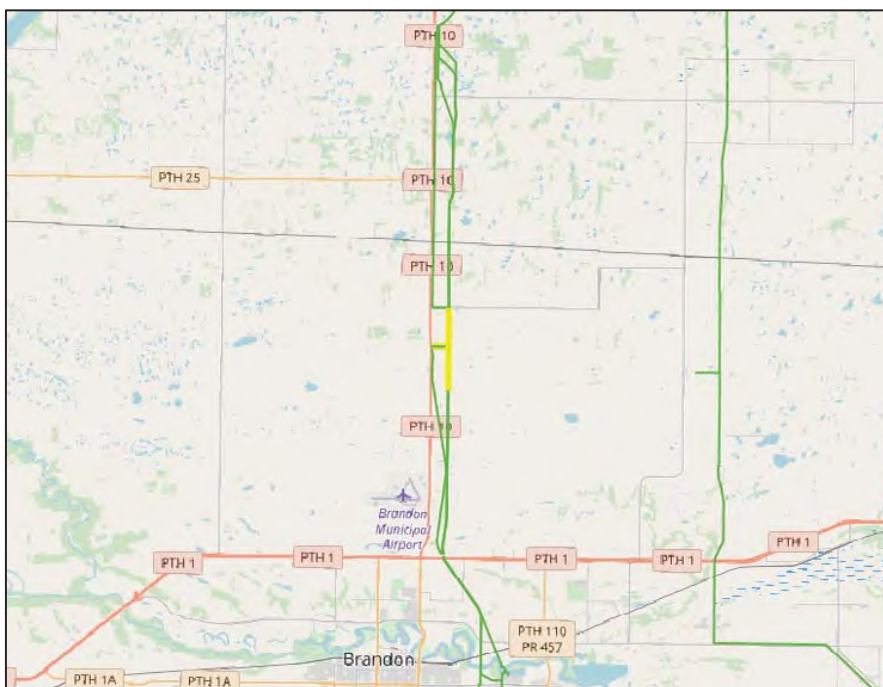 PTH 10
PTH 25
PTH 10
PTH 10
PTH 10
Brandon
Municipal
Airport
PTH 1
PTH 1
PTH 1
PTH 1
PTH 1
PTH 110
PR 457
Brandon
PTH 1A
PTH 1A